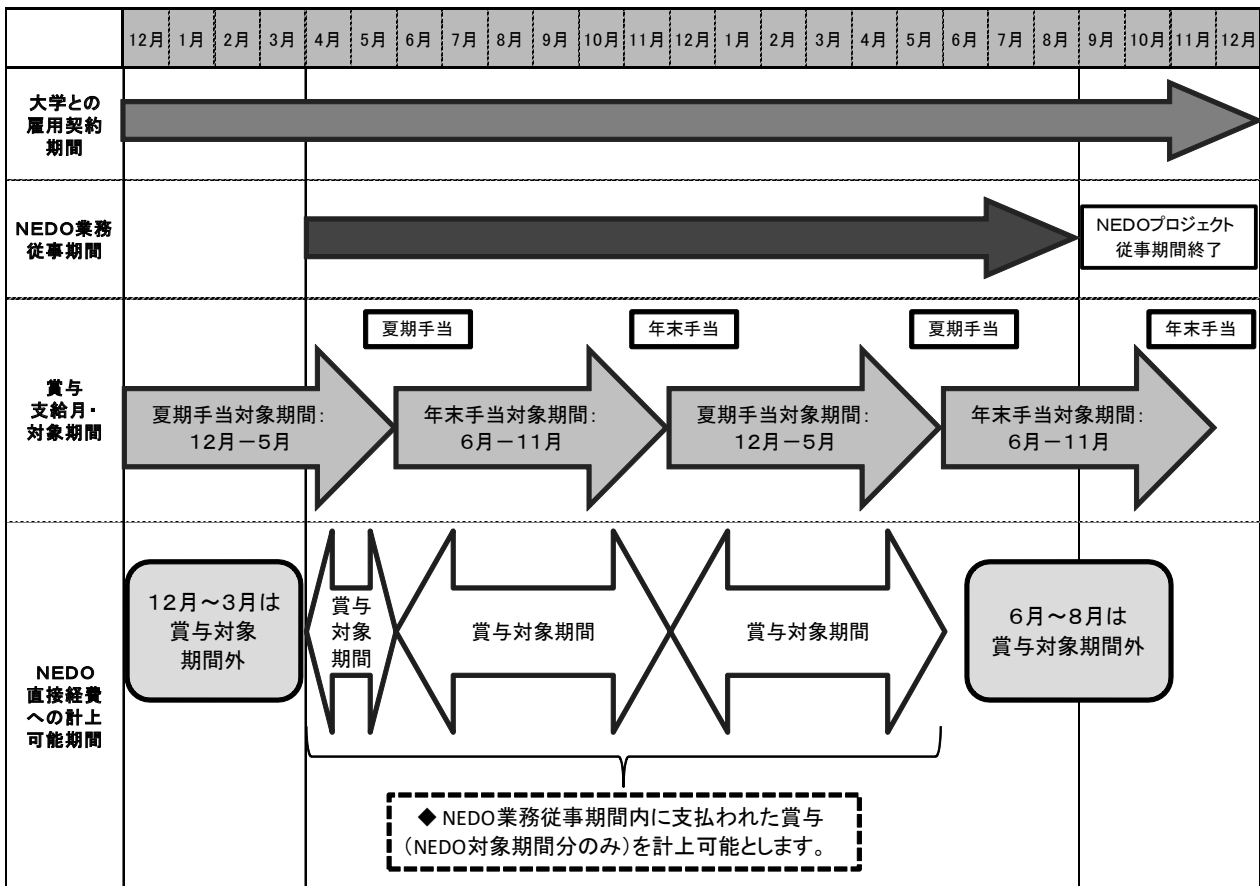 12月 1月 2月 3月 4月 5月 6月 7月 8月 9月 10月 11月 12月 1月 2月 3月 4月 5月 6月 7月 8月 9月 10月 11月 12月
大学との
雇用契約
期間
NEDO業務
従事期間
NEDOプロジェクト
従事期間終了
賞与
支給月・
対象期間
夏期手当
年末手当
夏期手当
年末手当
夏期手当対象期間:
12月－5月
年末手当対象期間:
6月－11月
夏期手当対象期間:
12月－5月
年末手当対象期間:
6月－11月
NEDO
直接経費
への計上
可能期間
12月～3月は
賞与対象
期間外
賞与
対象
期間
賞与対象期間
賞与対象期間
6月～8月は
賞与対象期間外
◆ NEDO業務従事期間内に支払われた賞与
(NEDO対象期間分のみ)を計上可能とします。